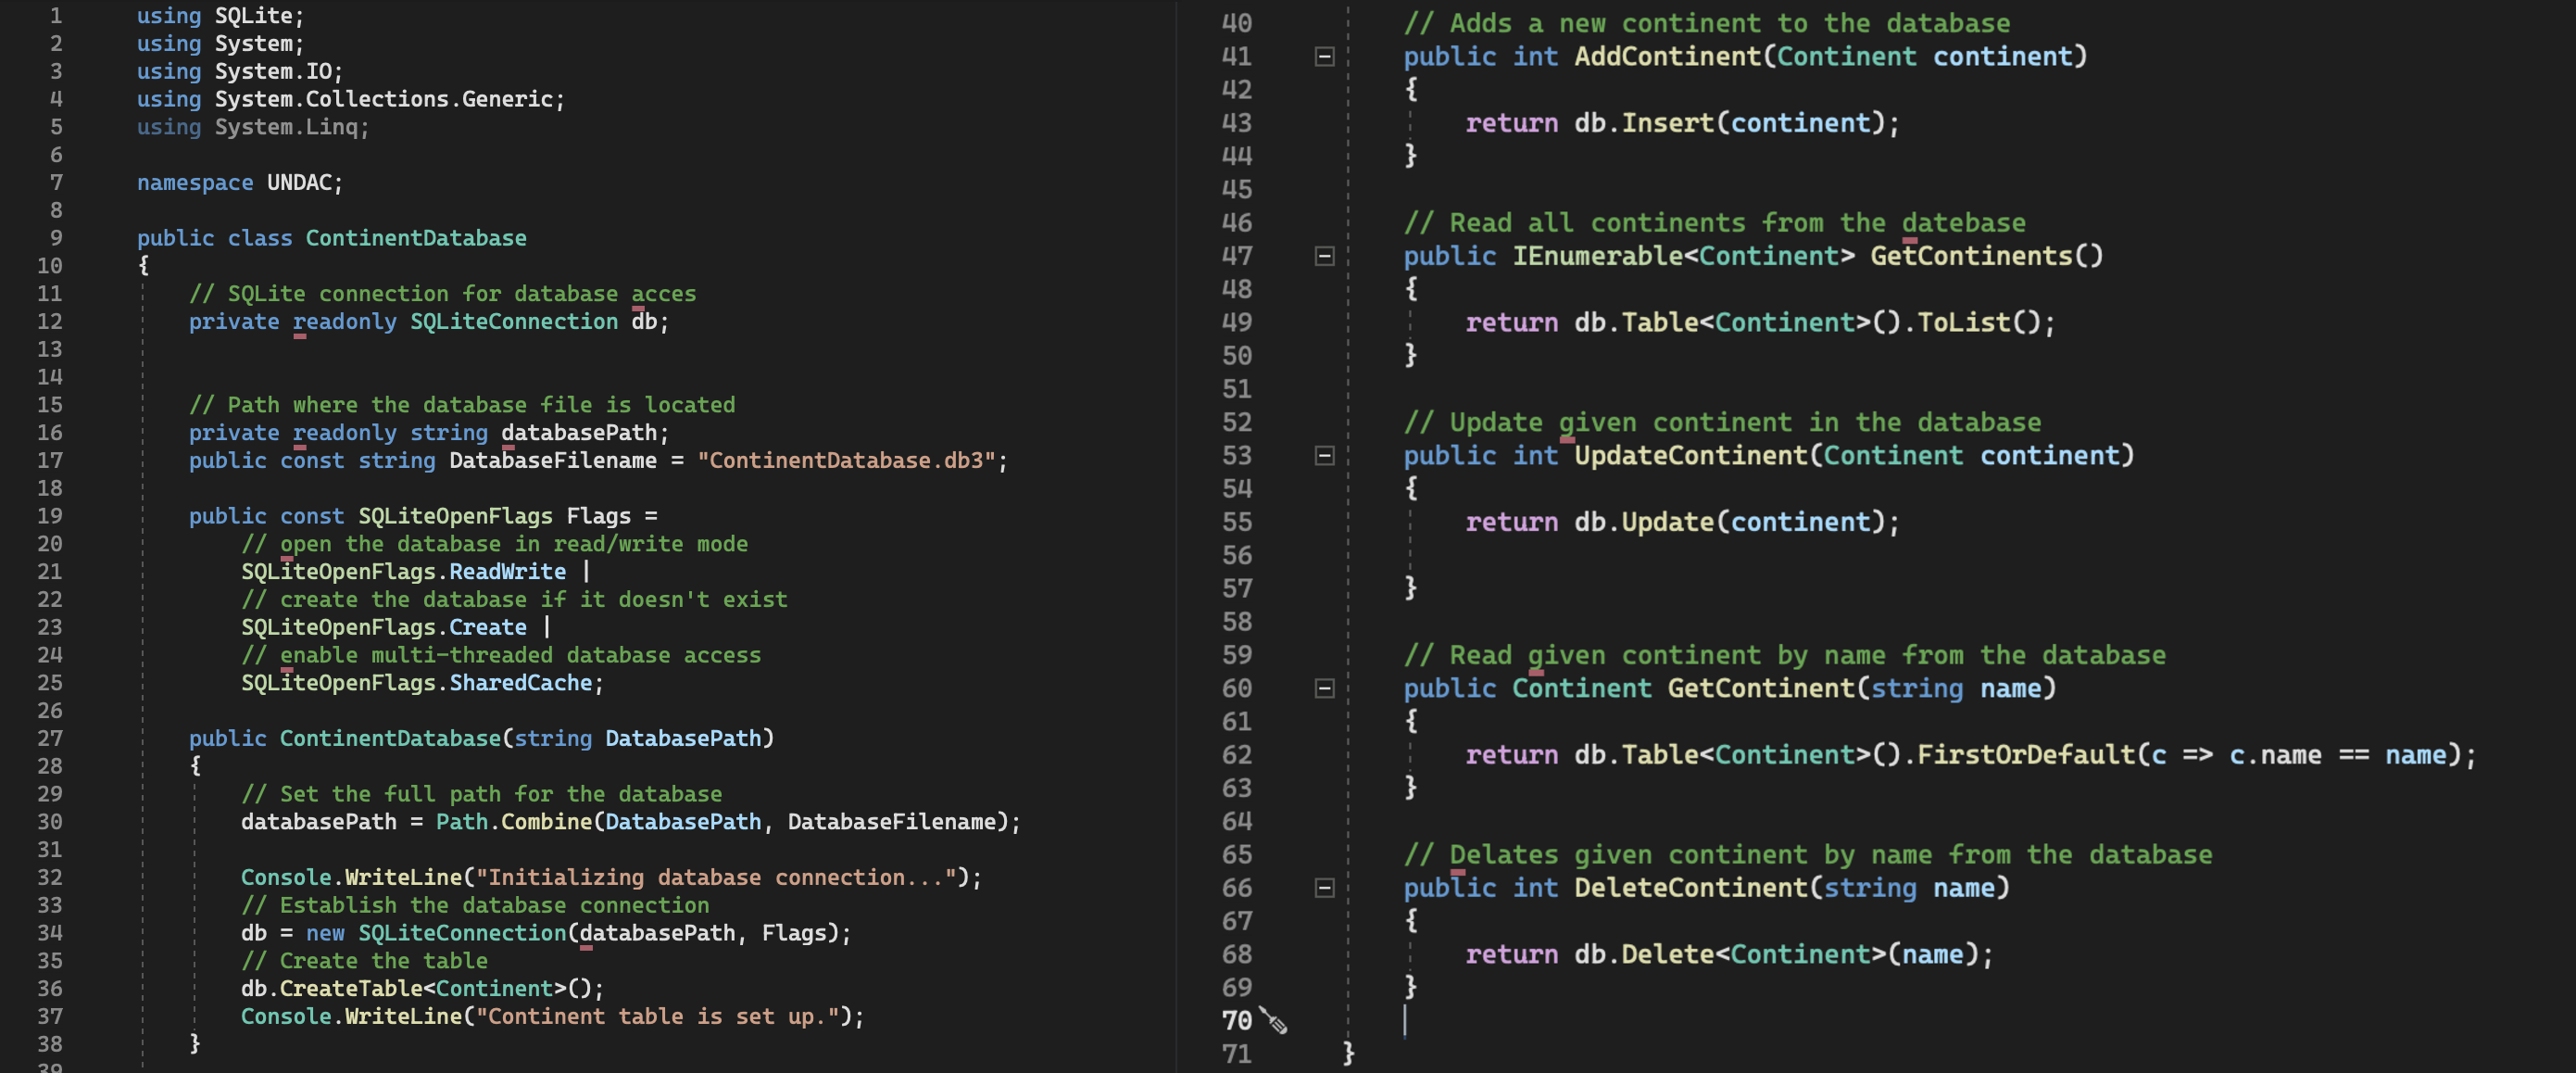 1 using SQLite;
2 using System;
3 using System.IO;
4 using System.Collections.Generic;
5 using System.Linq;
6
7 namespace UNDAC;
8
9 public class ContinentDatabase
10 {
11 // SQLite connection for database acces
12 private readonly SQLiteConnection db;
13
14
15 // Path where the database file is located
16 private readonly string databasePath;
17 public const string DatabaseFilename = "ContinentDatabase.db3";
18
19 public const SQLiteOpenFlags Flags =
20 // open the database in read/write mode
21 SQLiteOpenFlags.ReadWrite |
22 // create the database if it doesn't exist
23 SQLiteOpenFlags.Create |
24 // enable multi-threaded database access
25 SQLiteOpenFlags.SharedCache;
26
27 public ContinentDatabase(string DatabasePath)
28 {
29 // Set the full path for the database
30 databasePath = Path.Combine(DatabasePath, DatabaseFilename);
31
32 Console.WriteLine("Initializing database connection...");
33 // Establish the database connection
34 db = new SQLiteConnection(databasePath, Flags);
35 // Create the table
36 db.CreateTable<Continent>();
37 Console.WriteLine("Continent table is set up.");
38 }
39
40 // Adds a new continent to the database
41 public int AddContinent(Continent continent)
42 {
43 return db.Insert(continent);
44 }
45
46 // Read all continents from the datebase
47 public IEnumerable<Continent> GetContinents()
48 {
49 return db.Table<Continent>().ToList();
50 }
51
52 // Update given continent in the database
53 public int UpdateContinent(Continent continent)
54 {
55 return db.Update(continent);
56
57 }
58
59 // Read given continent by name from the database
60 public Continent GetContinent(string name)
61 {
62 return db.Table<Continent>().FirstOrDefault(c => c.name == name);
63 }
64
65 // Delates given continent by name from the database
66 public int DeleteContinent(string name)
67 {
68 return db.Delete<Continent>(name);
69 }
70
71 }